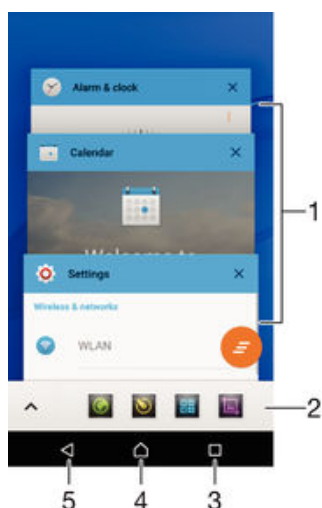 Alarm & clock
Calendar
Welcome to
Settings
Wireless & networks
WLAN
1
2
5
4
3